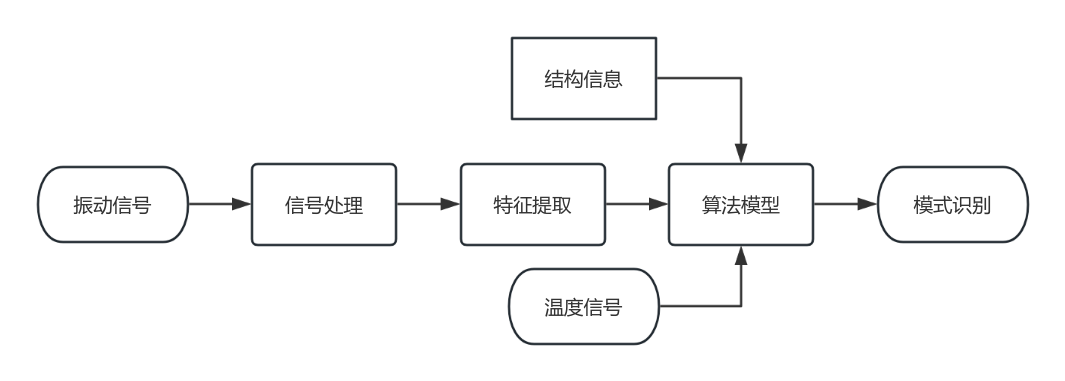 结构信息
振动信号
信号处理
特征提取
算法模型
模式识别
温度信号